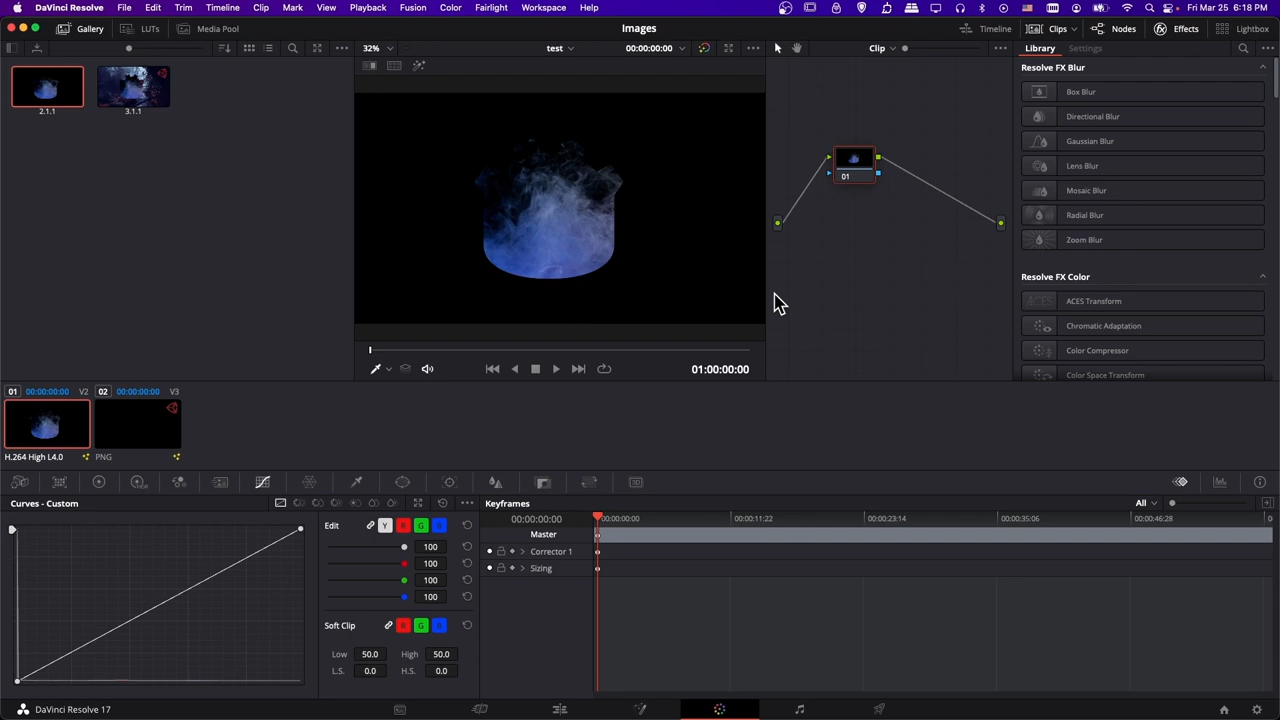 DaVinci Resolve File Edit Trim Timeline Clip Mark View Playback Fusion Color Fairlight Workspace Help Fri Mar 25 6:18 PM
Gallery LUTs Media Pool Images Timeline Clips Nodes Effects Lightbox
32% test 00:00:00:00 Clip Library Settings
Resolve FX Blur
Box Blur
2.1.1 3.1.1
Directional Blur
Gaussian Blur
Lens Blur
01
Mosaic Blur
Radial Blur
Zoom Blur
Resolve FX Color
ACES Transform
ACES
Chromatic Adaptation
Color Compressor
01:00:00:00
Color Space Transform
01 00:00:00:00 V2 02 00:00:00:00 V3
H.264 High L4.0 PNG
Curves - Custom Keyframes All
00:00:00:00 00:00:00:00 00:00:11:22 00:00:23:14 00:00:35:06 00:00:46:28 0
Edit Y R G B
Master
100
Corrector 1
100
Sizing
100
100
Soft Clip R G B
Low 50.0 High 50.0
L.S. 0.0 H.S. 0.0
DaVinci Resolve 17